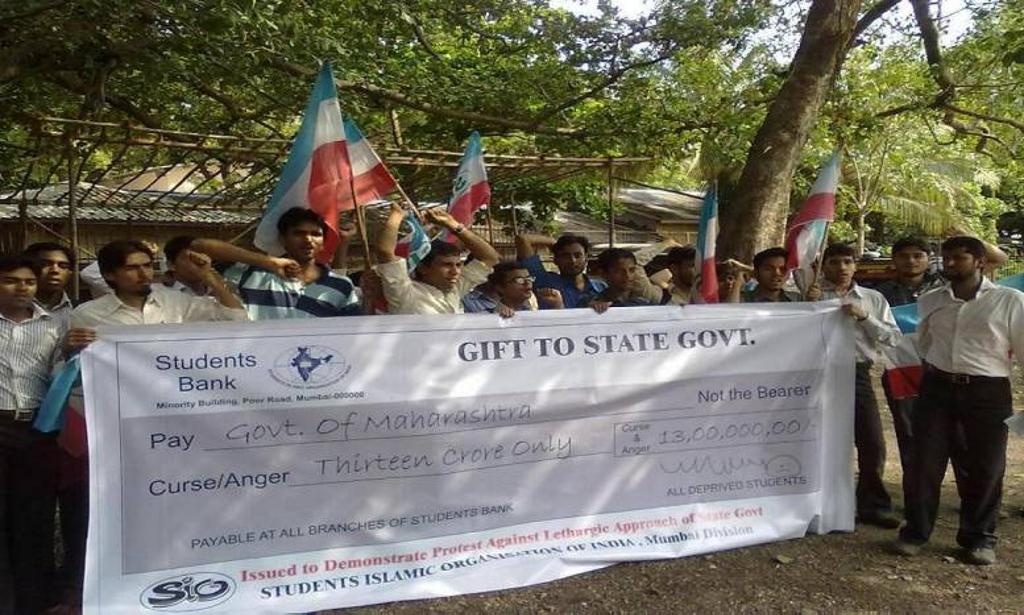 GIFT TO STATE GOVT.
Students
Bank
Minority Building, Poor Road, Mumbai-000000
Not the Bearer
Pay Govt. Of Maharashtra
Curse/Anger Thirteen Crore Only
Curse
&
Anger
13,00,000,00/-
ALL DEPRIVED STUDENTS
PAYABLE AT ALL BRANCHES OF STUDENTS BANK
Issued to Demonstrate Protest Against Lethargic Approach of State Govt
SIO
STUDENTS ISLAMIC ORGANISATION OF INDIA , Mumbai Division